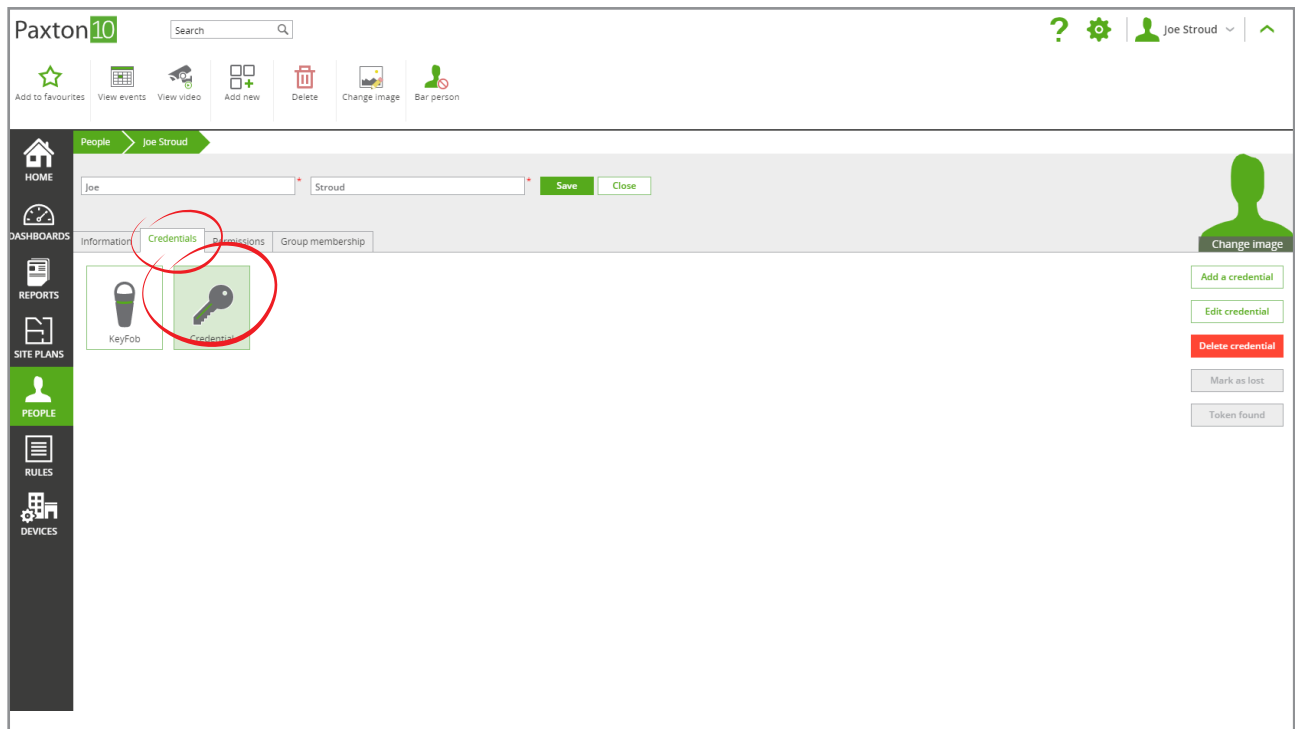 Paxton10
Search
Joe Stroud
Add to favourites
View events
View video
Add new
Delete
Change image
Bar person
People
Joe Stroud
HOME
Joe
*
Stroud
*
Save
Close
DASHBOARDS
Information
Credentials
Permissions
Group membership
Change image
REPORTS
SITE PLANS
PEOPLE
RULES
DEVICES
KeyFob
Credential
Add a credential
Edit credential
Delete credential
Mark as lost
Token found